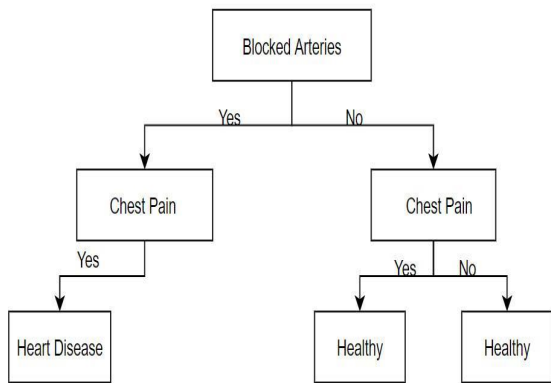 Blocked Arteries
Yes
No
Chest Pain
Chest Pain
Yes
Yes
No
Heart Disease
Healthy
Healthy